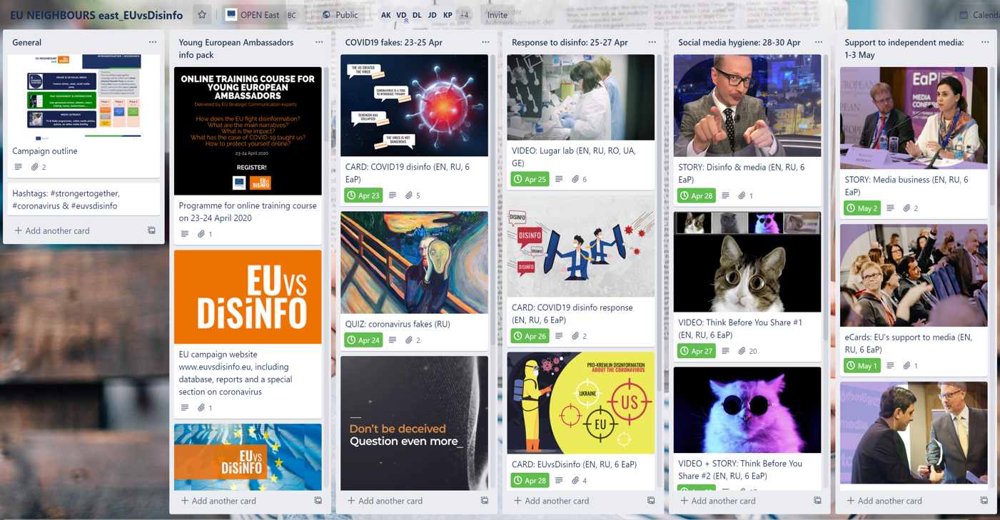 EU NEIGHBOURS east_EUvsDisinfo
OPEN East BC
Public
AK VD DL JD KP +4
Invite
General
EU NEIGHBOURS
east
Phase 1
Phase 2
Phase 3
Campaign outline
2
Hashtags: #strongertogether,
#coronavirus & #euvsdisinfo
+ Add another card
Young European Ambassadors
info pack
ONLINE TRAINING COURSE FOR
YOUNG EUROPEAN
AMBASSADORS
Delivered by EU Strategic Communication experts
How does the EU fight disinformation?
What are the main narratives?
What is the impact?
What has the case of COVID-19 taught us?
How to protect yourself online?
23-24 April 2020
REGISTER!
EUvs
DiSiNFO
Programme for online training course
on 23-24 April 2020
1
EUvs
DiSiNFO
EU campaign website
www.euvsdisinfo.eu, including
database, reports and a special
section on coronavirus
1
EUvs
DiSiNFO
+ Add another card
COVID19 fakes: 23-25 Apr
THE US CREATED
THE VIRUS
CORONAVIRUS IS A TOOL
TO INTRODUCE TYRANNY
SCHENGEN HAS
COLLAPSED
THE VIRUS IS NOT
DANGEROUS
CARD: COVID19 disinfo (EN, RU, 6
EaP)
Apr 23
5
QUIZ: coronavirus fakes (RU)
Apr 24
2
Don't be deceived
Question even more_
+ Add another card
Response to disinfo: 25-27 Apr
VIDEO: Lugar lab (EN, RU, RO, UA,
GE)
Apr 25
6
DISINFO
DISINFO
DISINFO
DISINFO
CARD: COVID19 disinfo response
(EN, RU, 6 EaP)
Apr 26
2
PRO-KREMLIN DISINFORMATION
ABOUT THE CORONAVIRUS
UKRAINE
US
EU
CARD: EUvsDisinfo (EN, RU, 6 EaP)
Apr 28
4
+ Add another card
Social media hygiene: 28-30 Apr
STORY: Disinfo & media (EN, RU, 6
EaP)
Apr 28
1
VIDEO: Think Before You Share #1
(EN, RU, 6 EaP)
Apr 27
20
VIDEO + STORY: Think Before You
Share #2 (EN, RU, 6 EaP)
+ Add another card
Support to independent media:
1-3 May
EaP
MEDIA
STORY: Media business (EN, RU, 6
EaP)
May 2
2
eCards: EU's support to media (EN,
RU, 6 EaP)
May 1
1
+ Add another card